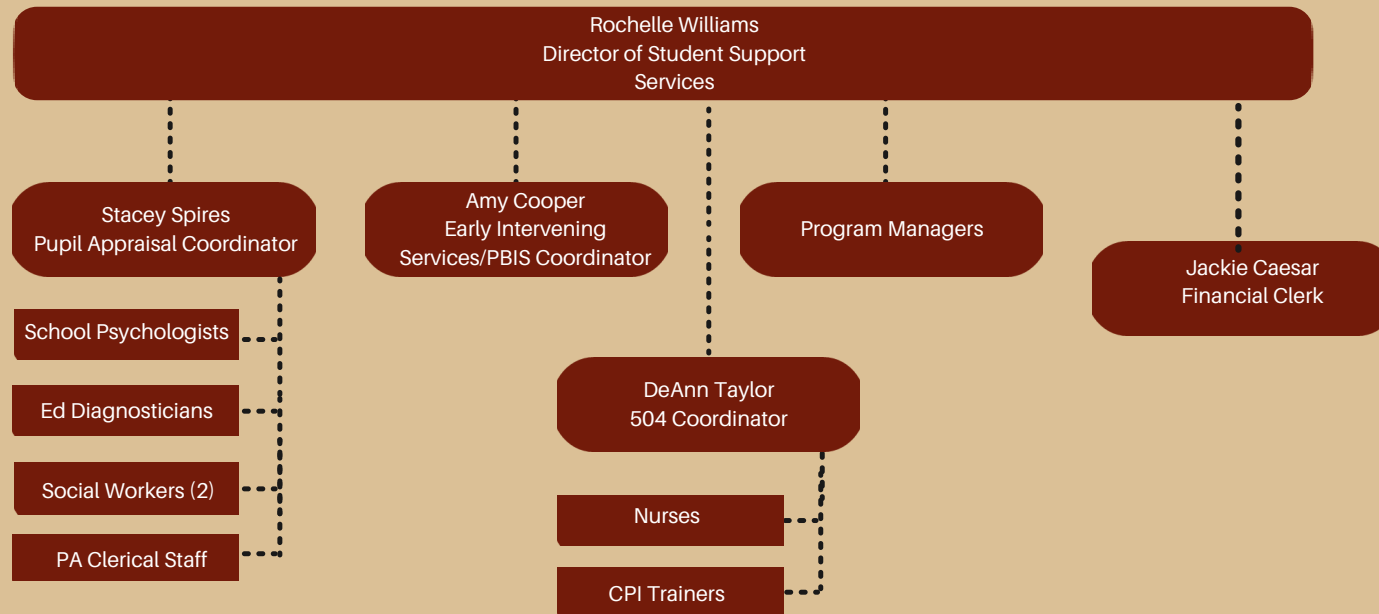 Rochelle Williams
Director of Student Support
Services
Stacey Spires
Pupil Appraisal Coordinator
Amy Cooper
Early Intervening
Services/PBIS Coordinator
Program Managers
Jackie Caesar
Financial Clerk
School Psychologists
Ed Diagnosticians
Social Workers (2)
PA Clerical Staff
DeAnn Taylor
504 Coordinator
Nurses
CPI Trainers